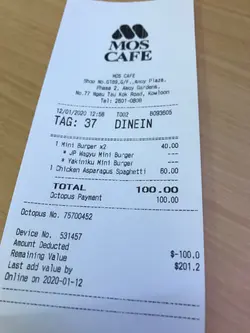 MOS
CAFE
MOS CAFE
Shop No.G159,G/F.,Amoy Plaza,
Phase 2, Amoy Gardens,
No.77 Ngau Tau Kok Road, Kowloon
Tel: 2801-0808
12/01/2020 12:58 T002 B093605
TAG: 37 DINEIN
1 Mini Burger x2 40.00
* JP Wagyu Mini Burger ---
* Yakiniku Mini Burger ---
1 Chicken Asparagus Spaghetti 60.00
TOTAL 100.00
Octopus Payment 100.00
Octopus No. 75700452
Device No. 531457
Amount Deducted $-100.0
Remaining Value $201.2
Last add value by
Online on 2020-01-12